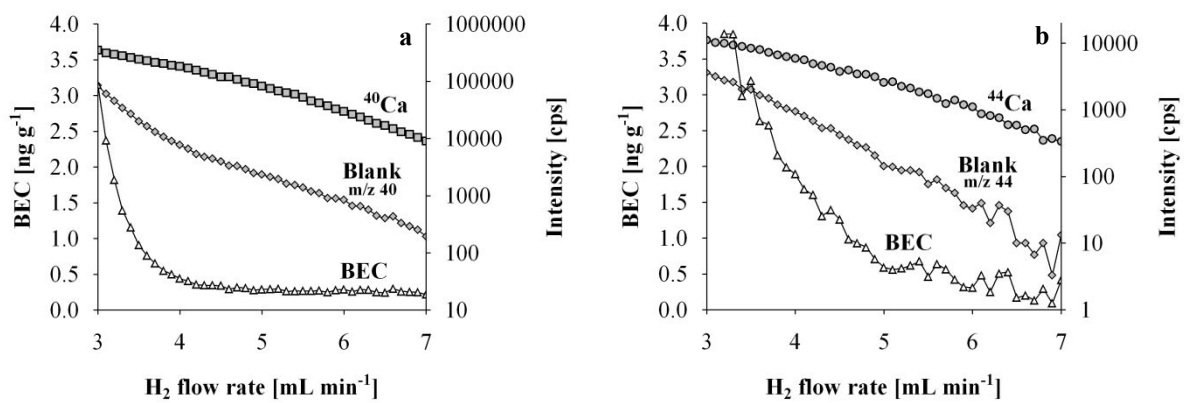 a
4.0
3.5
3.0
2.5
2.0
1.5
1.0
0.5
0.0
BEC [ng g⁻¹]
1000000
100000
10000
1000
100
10
Intensity [cps]
⁴⁰Ca
Blank
m/z 40
BEC
3 4 5 6 7
H₂ flow rate [mL min⁻¹]
b
4.0
3.5
3.0
2.5
2.0
1.5
1.0
0.5
0.0
BEC [ng g⁻¹]
10000
1000
100
10
1
Intensity [cps]
⁴⁴Ca
Blank
m/z 44
BEC
3 4 5 6 7
H₂ flow rate [mL min⁻¹]